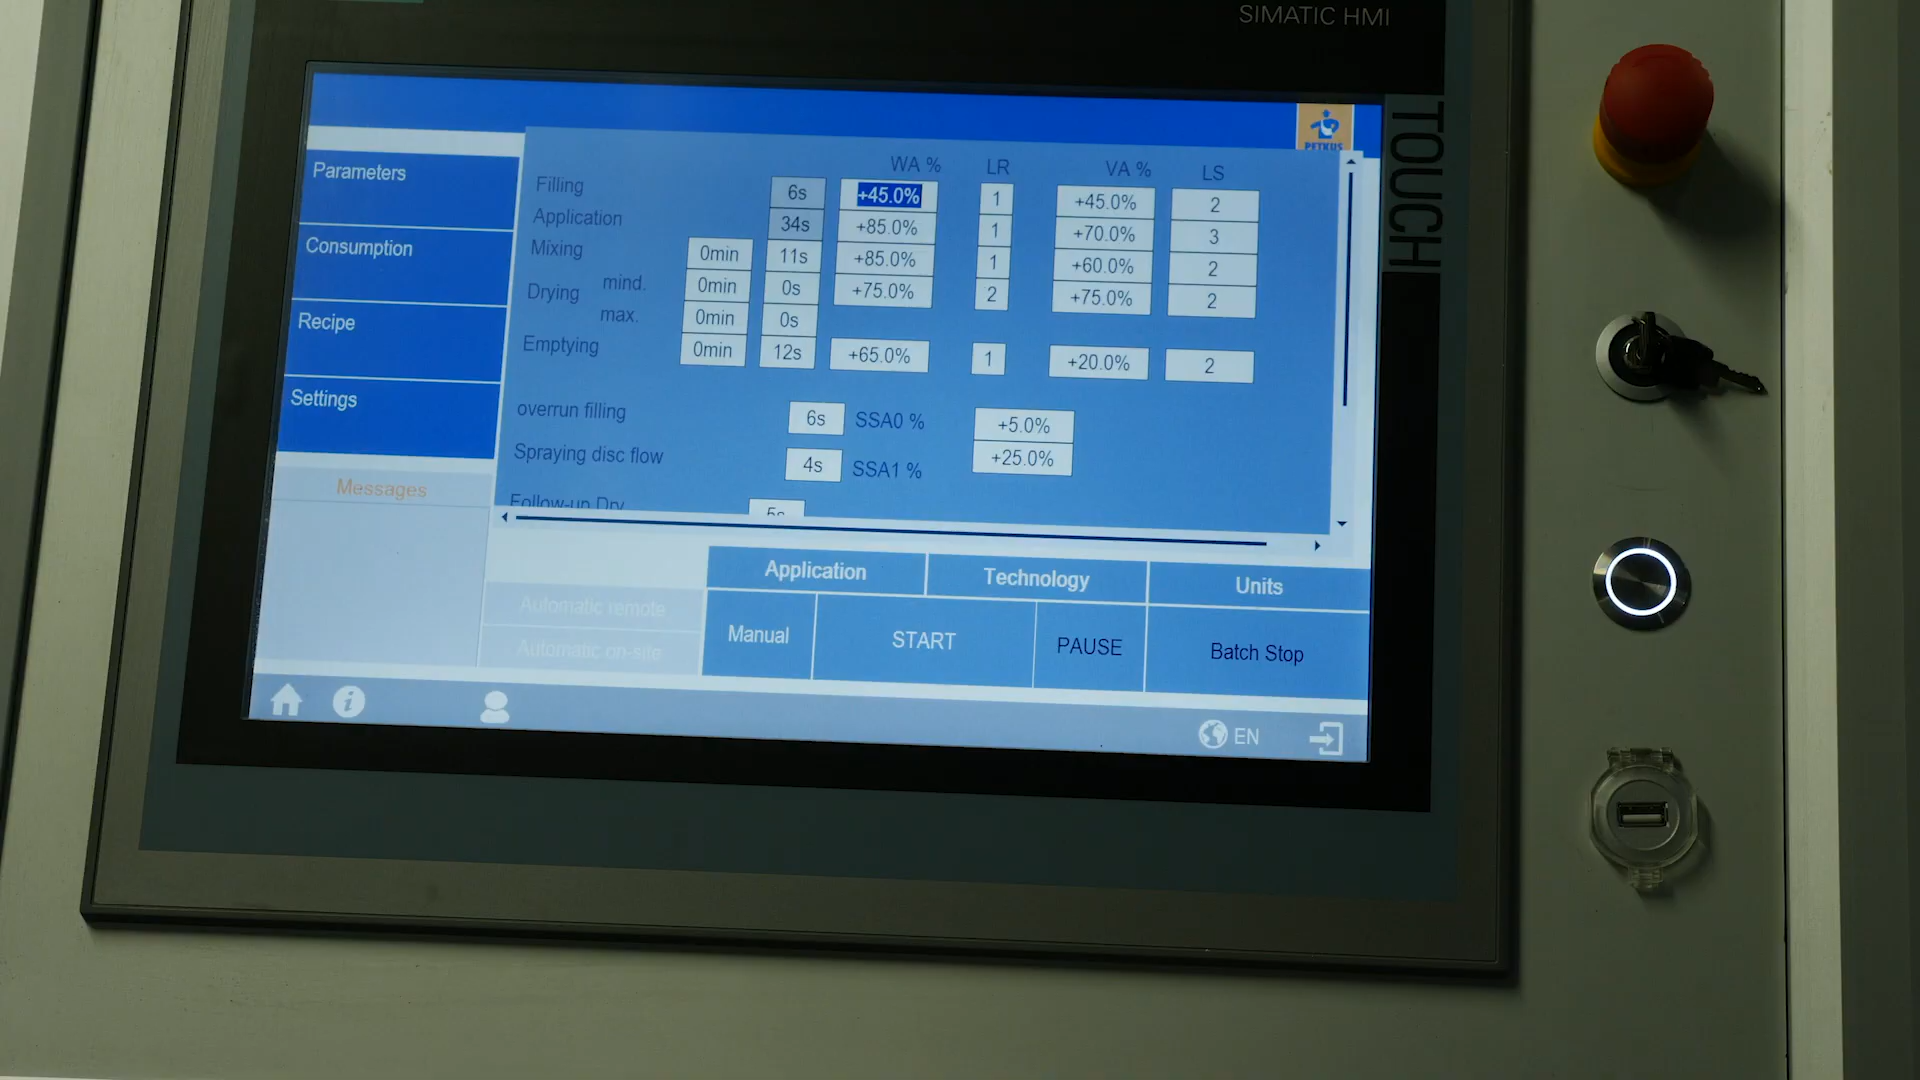 SIMATIC HMI
TOUCH
PETKUS
Parameters
Consumption
Recipe
Settings
Messages
WA % LR VA % LS
Filling 6s +45.0% 1 +45.0% 2
Application 34s +85.0% 1 +70.0% 3
Mixing 0min 11s +85.0% 1 +60.0% 2
Drying mind. 0min 0s +75.0% 2 +75.0% 2
max. 0min 0s
Emptying 0min 12s +65.0% 1 +20.0% 2
overrun filling 6s SSA0 % +5.0%
Spraying disc flow 4s SSA1 % +25.0%
Follow-up Dry 5s
Application Technology Units
Automatic remote
Automatic on-site
Manual START PAUSE Batch Stop
EN